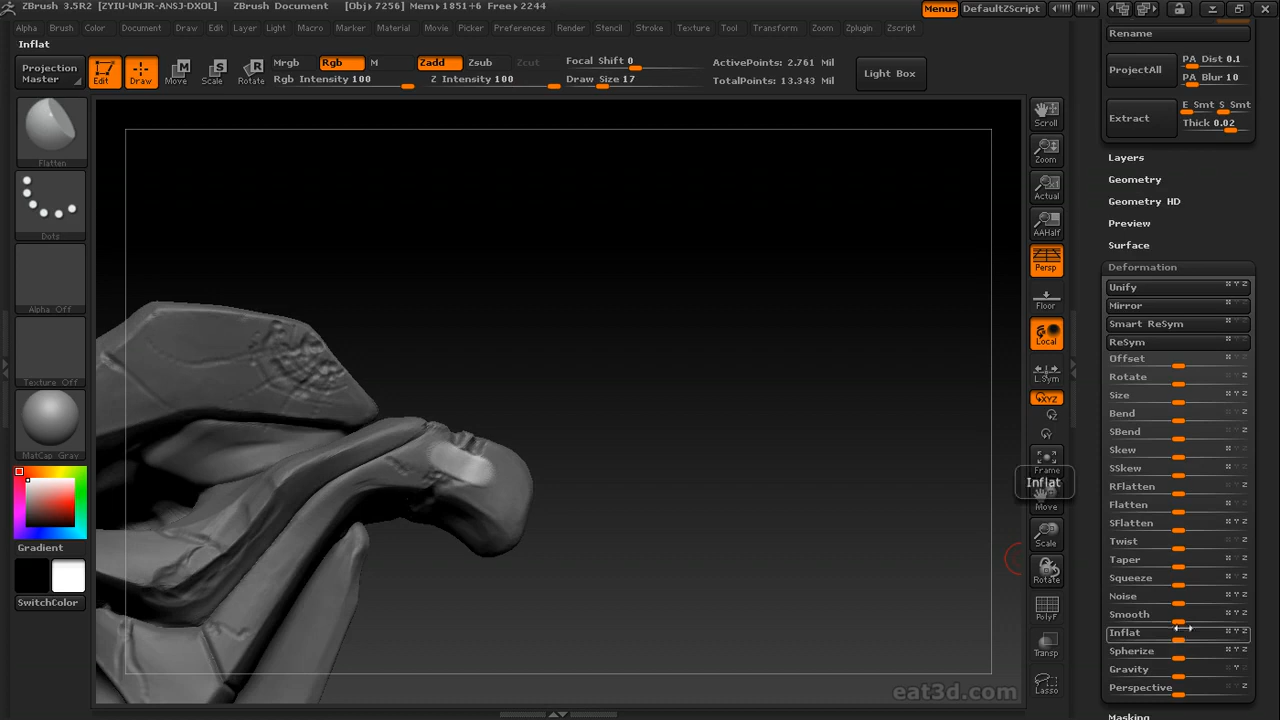 ZBrush 3.5R2 [ZYIU-UMJR-ANSJ-DXOL] ZBrush Document [Obj▸7256] Mem▸1851+6 Free▸2244 Menus DefaultZScript
Alpha Brush Color Document Draw Edit Layer Light Macro Marker Material Movie Picker Preferences Render Stencil Stroke Texture Tool Transform Zoom Zplugin Zscript
Inflat
Projection Master
Edit
Draw
Move
Scale
Rotate
Mrgb Rgb M
Rgb Intensity 100
Zadd Zsub Zcut
Z Intensity 100
Focal Shift 0
Draw Size 17
ActivePoints: 2.761 Mil
TotalPoints: 13.343 Mil
Light Box
Flatten
Dots
Alpha Off
Texture Off
MatCap Gray
Gradient
SwitchColor
eat3d.com
Scroll
Zoom
Actual
AAHalf
Persp
Floor
Local
L.Sym
XYZ
Y
Z
Frame
Inflat
Move
Scale
Rotate
PolyF
Transp
Lasso
Rename
ProjectAll
PA Dist 0.1
PA Blur 10
Extract
E Smt S Smt
Thick 0.02
Layers
Geometry
Geometry HD
Preview
Surface
Deformation
Unify X Y Z
Mirror X Y Z
Smart ReSym X Y Z
ReSym X Y Z
Offset X Y Z
Rotate X Y Z
Size X Y Z
Bend X Y Z
SBend X Y Z
Skew X Y Z
SSkew X Y Z
RFlatten X Y Z
Flatten X Y Z
SFlatten X Y Z
Twist X Y Z
Taper X Y Z
Squeeze X Y Z
Noise X Y Z
Smooth X Y Z
Inflat X Y Z
Spherize X Y Z
Gravity X Y Z
Perspective X Y Z
Masking